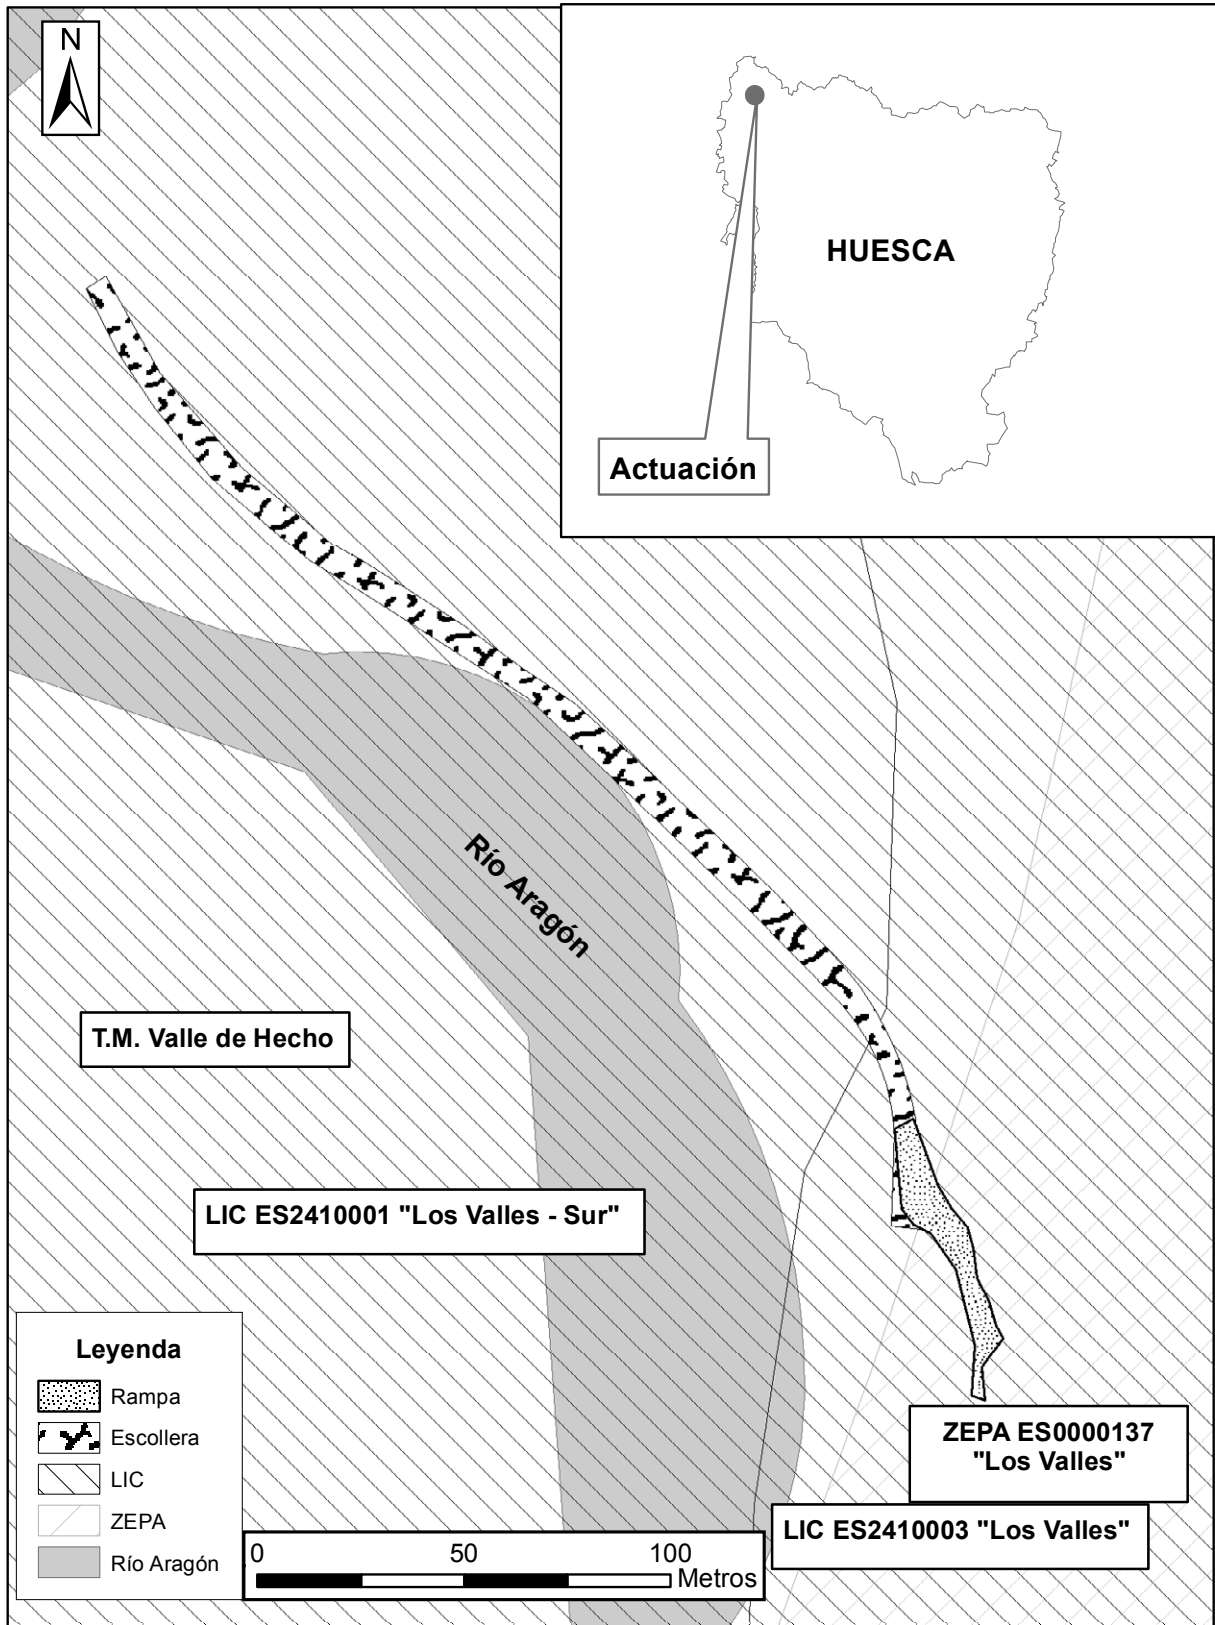 N
HUESCA
Actuación
Río Aragón
T.M. Valle de Hecho
LIC ES2410001 "Los Valles - Sur"
Leyenda
Rampa
Escollera
LIC
ZEPA
Río Aragón
0 50 100
Metros
ZEPA ES0000137
"Los Valles"
LIC ES2410003 "Los Valles"